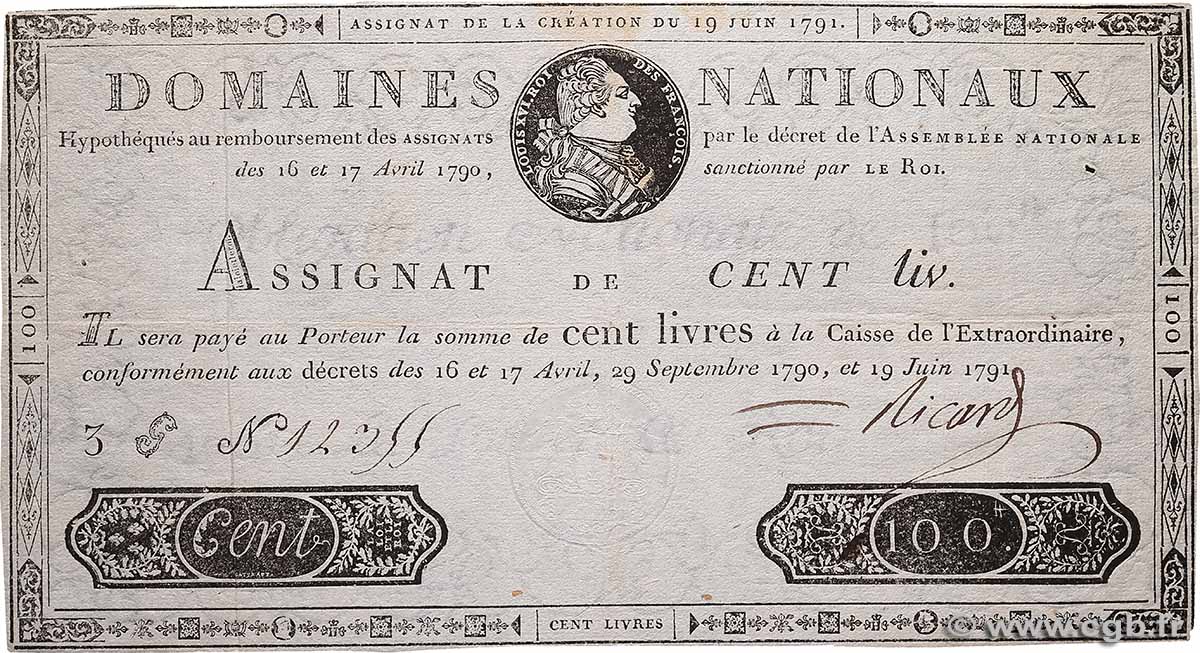 ASSIGNAT DE LA CRÉATION DU 19 JUIN 1791.
DOMAINES NATIONAUX
LOUIS XVI, ROI DES FRANÇOIS.
Hypothéqués au remboursement des ASSIGNATS par le décret de l'ASSEMBLÉE NATIONALE
des 16 et 17 Avril 1790, sanctionné par LE ROI.
ASSIGNAT DE CENT liv.
IL sera payé au Porteur la somme de cent livres à la Caisse de l'Extraordinaire,
conformément aux décrets des 16 et 17 Avril, 29 Septembre 1790, et 19 Juin 1791
3 G N 12355 Ricard
Cent 100.
100
100
CENT LIVRES
© www.cgb.fr